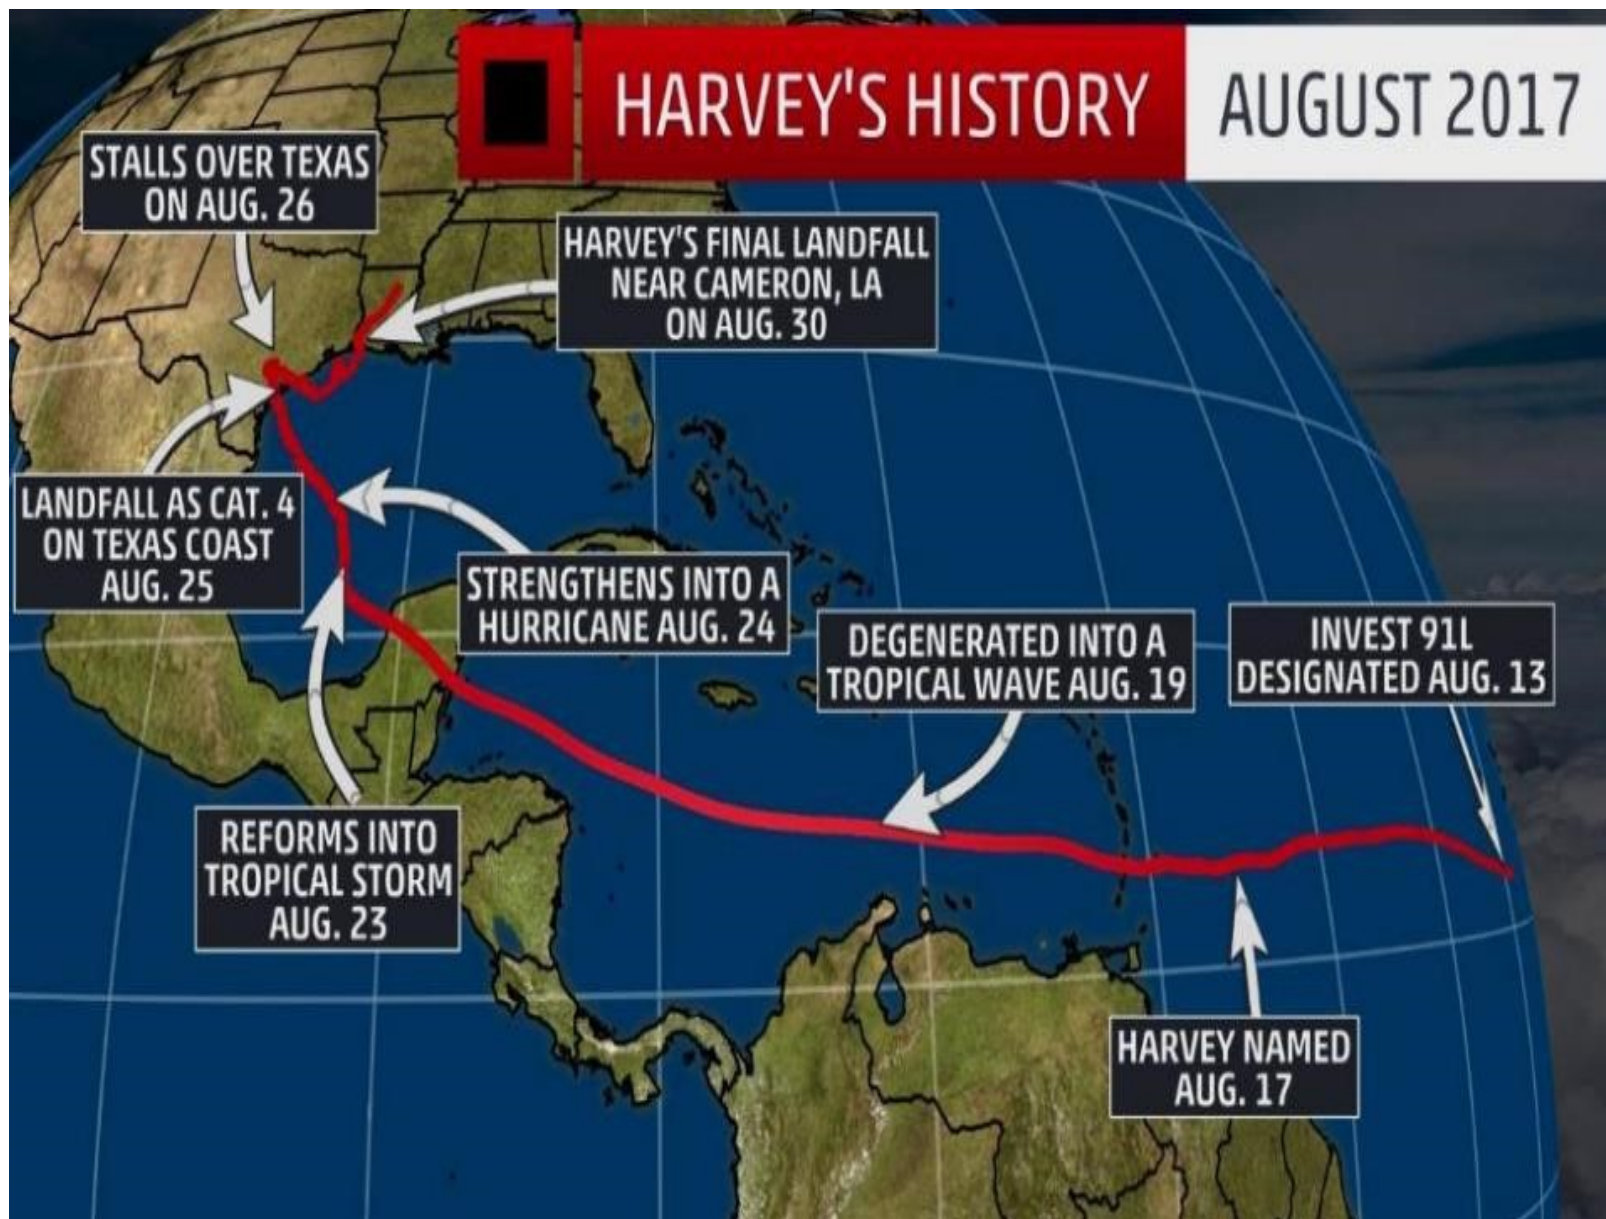 HARVEY'S HISTORY
AUGUST 2017
STALLS OVER TEXAS
ON AUG. 26
HARVEY'S FINAL LANDFALL
NEAR CAMERON, LA
ON AUG. 30
LANDFALL AS CAT. 4
ON TEXAS COAST
AUG. 25
STRENGTHENS INTO A
HURRICANE AUG. 24
DEGENERATED INTO A
TROPICAL WAVE AUG. 19
INVEST 91L
DESIGNATED AUG. 13
REFORMS INTO
TROPICAL STORM
AUG. 23
HARVEY NAMED
AUG. 17